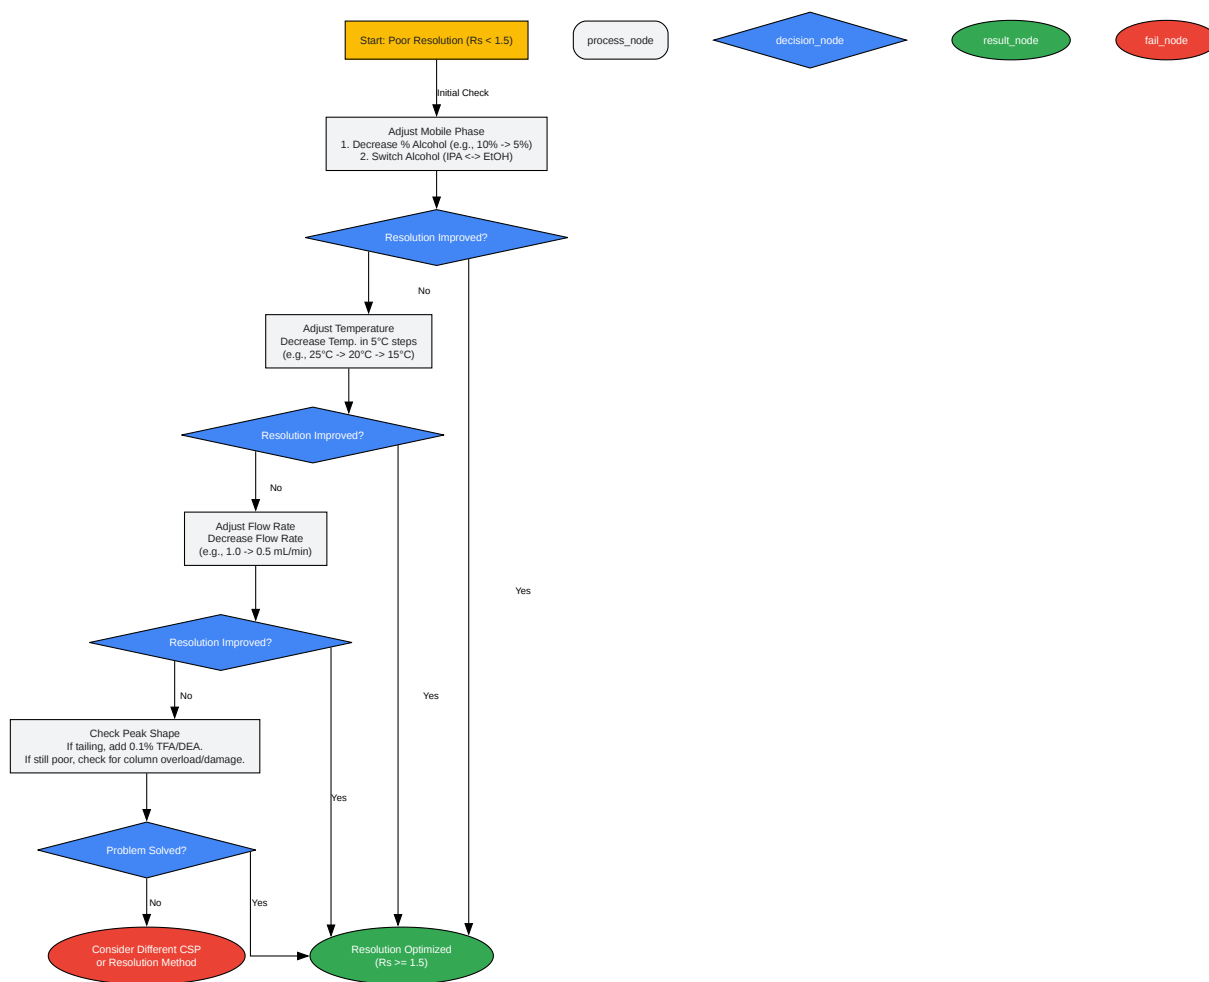 Start: Poor Resolution (Rs < 1.5)
process_node
decision_node
result_node
fail_node
Initial Check
Adjust Mobile Phase
1. Decrease % Alcohol (e.g., 10% -> 5%)
2. Switch Alcohol (IPA <-> EtOH)
Resolution Improved?
No
Adjust Temperature
Decrease Temp. in 5°C steps
(e.g., 25°C -> 20°C -> 15°C)
Resolution Improved?
No
Adjust Flow Rate
Decrease Flow Rate
(e.g., 1.0 -> 0.5 mL/min)
Yes
Resolution Improved?
No
Yes
Check Peak Shape
If tailing, add 0.1% TFA/DEA.
If still poor, check for column overload/damage.
Yes
Problem Solved?
No
Yes
Consider Different CSP
or Resolution Method
Resolution Optimized
(Rs >= 1.5)